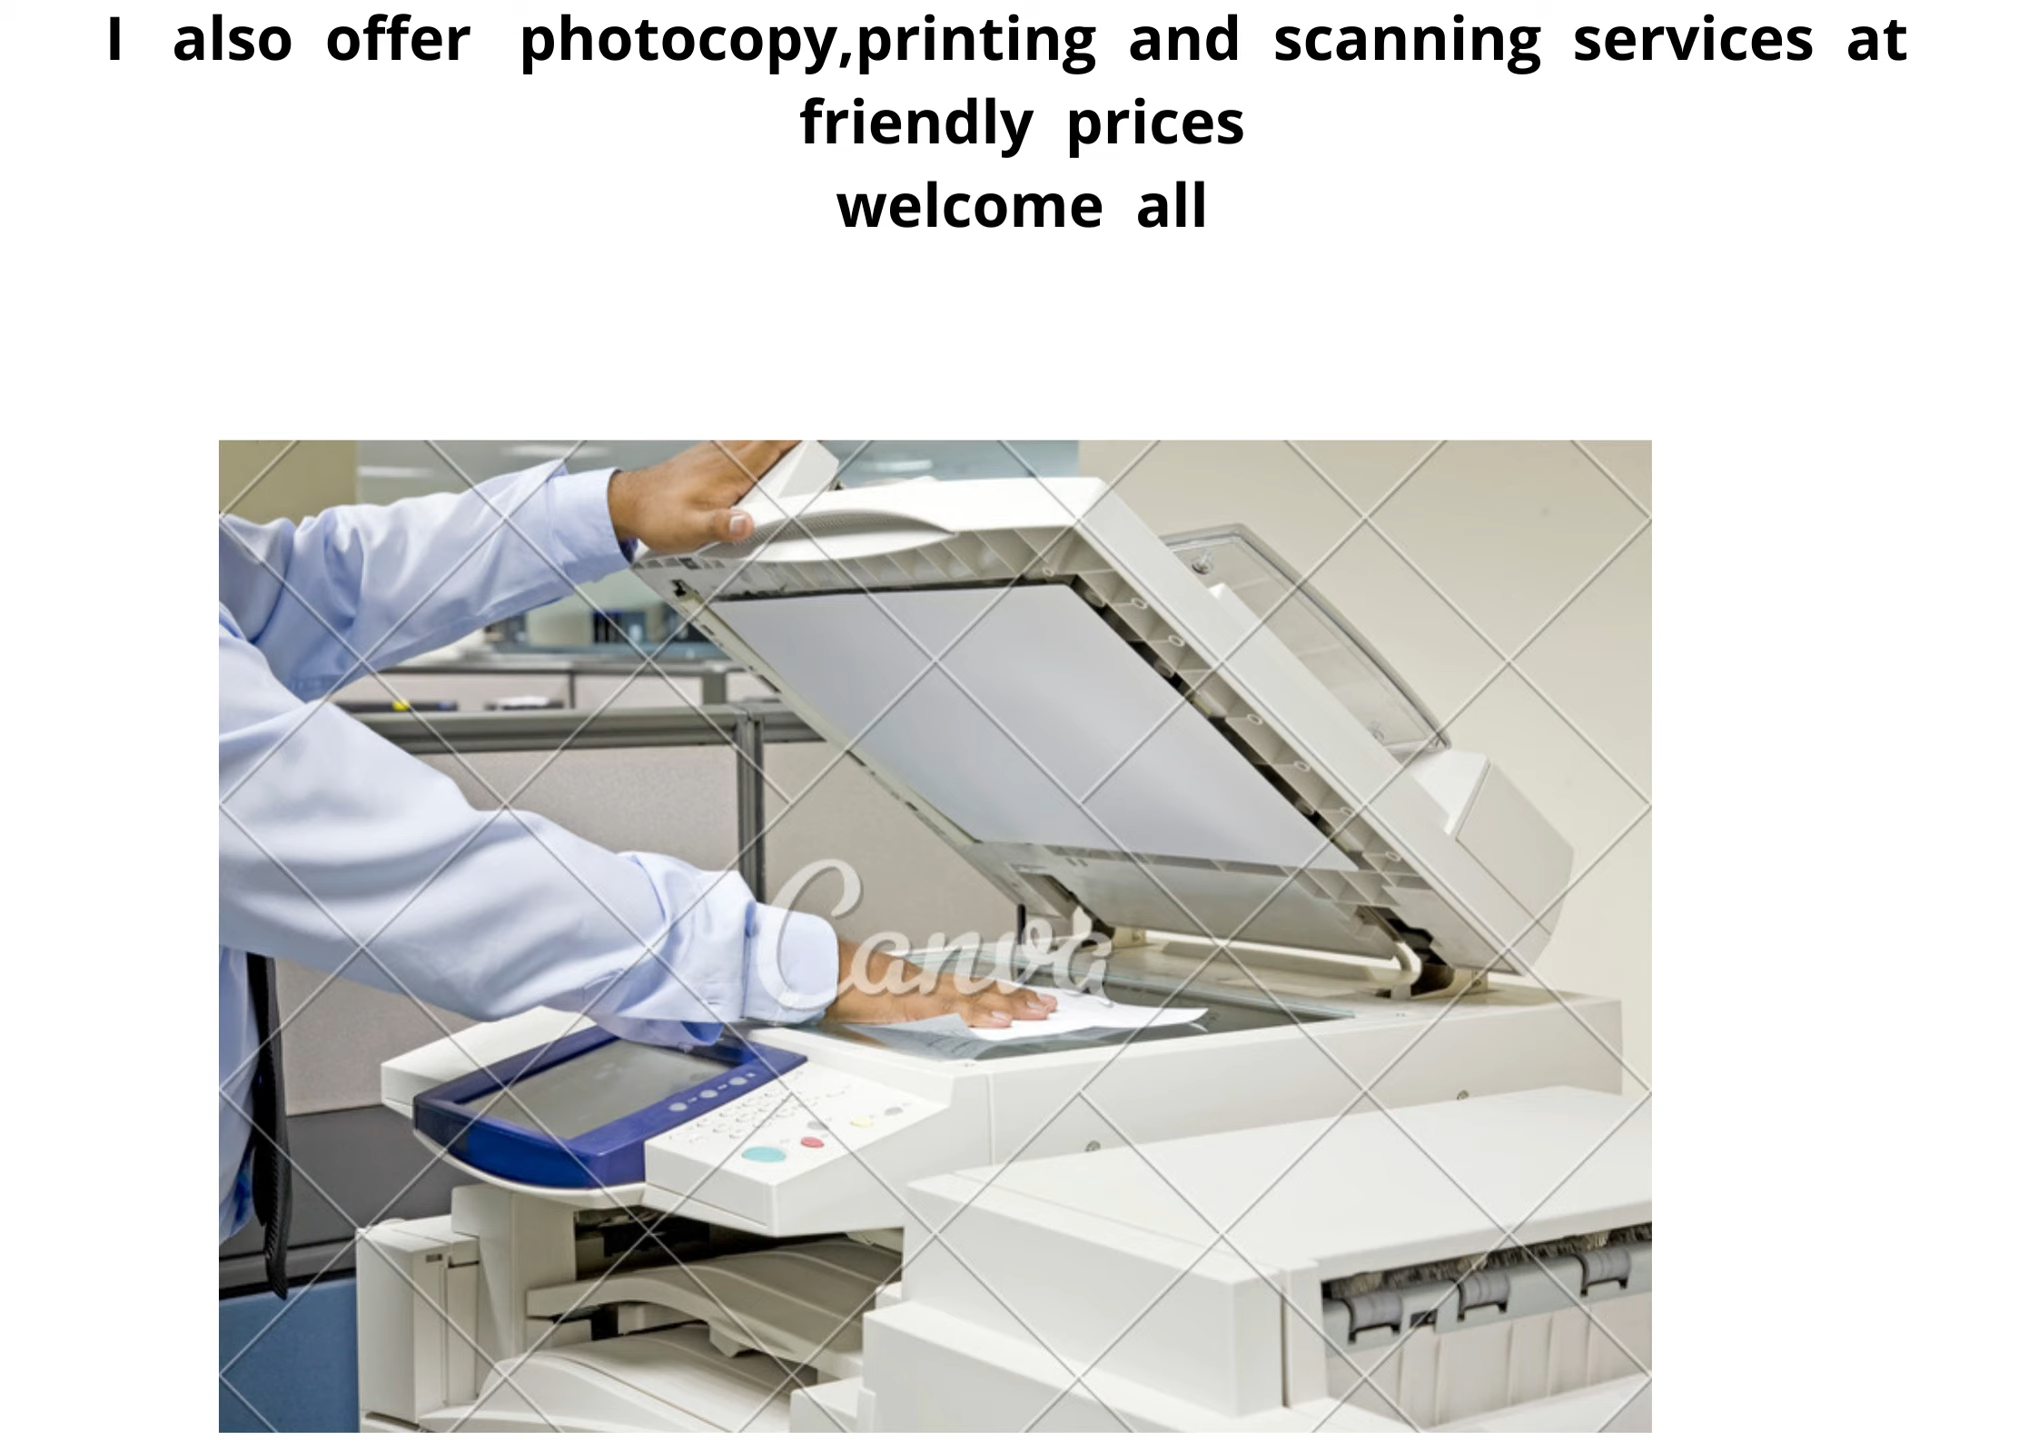 I also offer photocopy,printing and scanning services at
friendly prices
welcome all
Canva